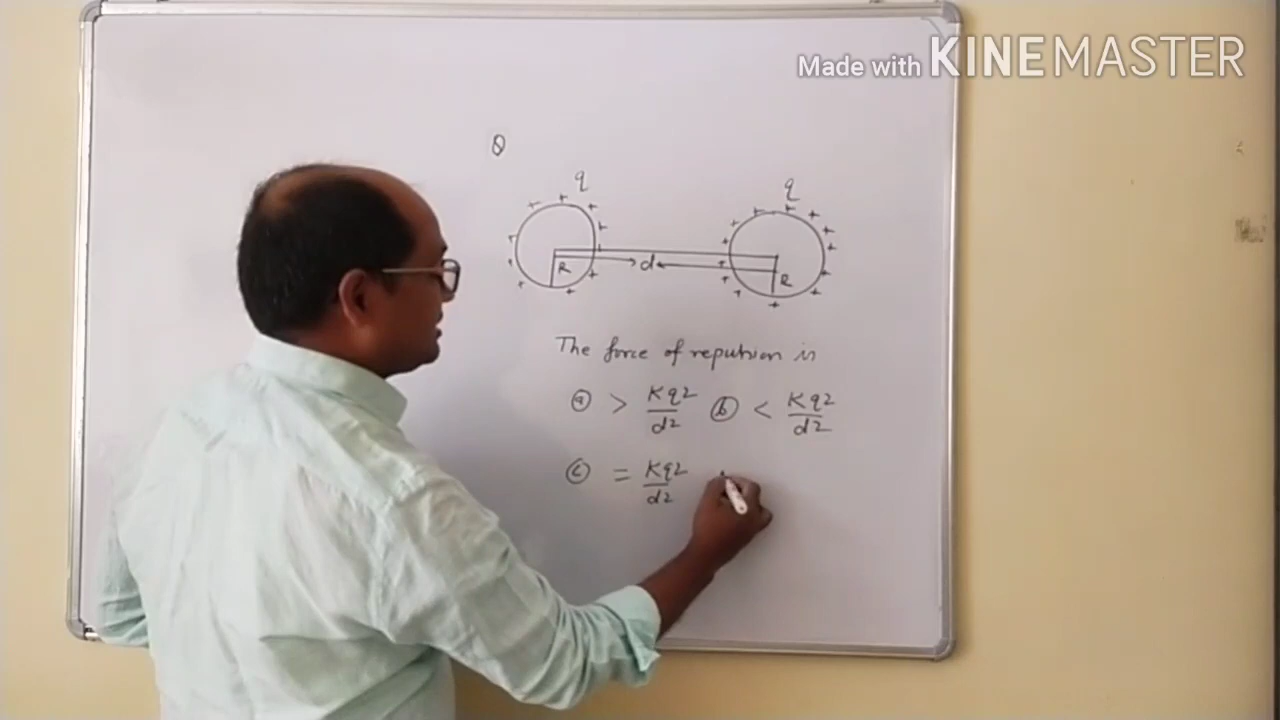 Made with KINEMASTER
Q
q q
R d R
The force of repulsion is
(a) > Kq2/d2 (b) < Kq2/d2
(c) = Kq2/d2